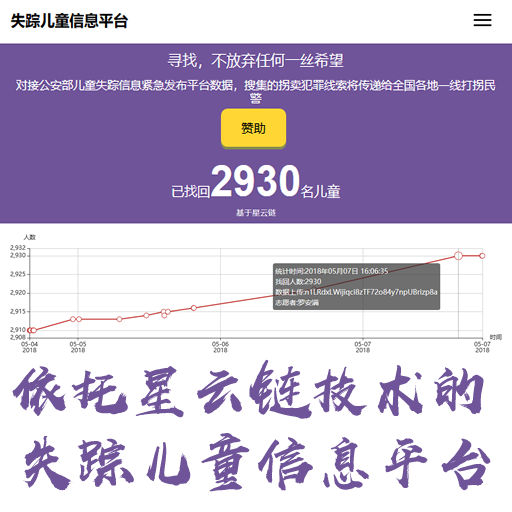 失踪儿童信息平台
寻找，不放弃任何一丝希望
对接公安部儿童失踪信息紧急发布平台数据，搜集的拐卖犯罪线索将传递给全国各地一线打拐民
警
赞助
已找回2930名儿童
基于星云链
人数
2,932
2,930
2,925
2,920
2,915
2,910
2,908
统计时间:2018年05月07日 16:06:35
找回人数:2930
志愿者:罗安骗
05-04 05-05 05-06 05-07 05-07 时间
2018 2018 2018 2018 2018
依托星云链技术的
失踪儿童信息平台